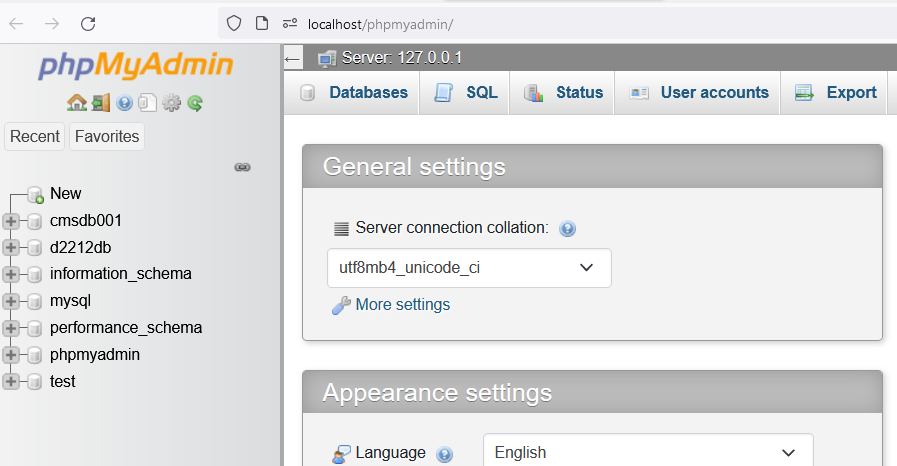 localhost/phpmyadmin/
phpMyAdmin
Server: 127.0.0.1
Databases SQL Status User accounts Export
Recent Favorites
General settings
New
cmsdb001
Server connection collation:
d2212db
utf8mb4_unicode_ci
information_schema
mysql
More settings
performance_schema
phpmyadmin
test
Appearance settings
Language English